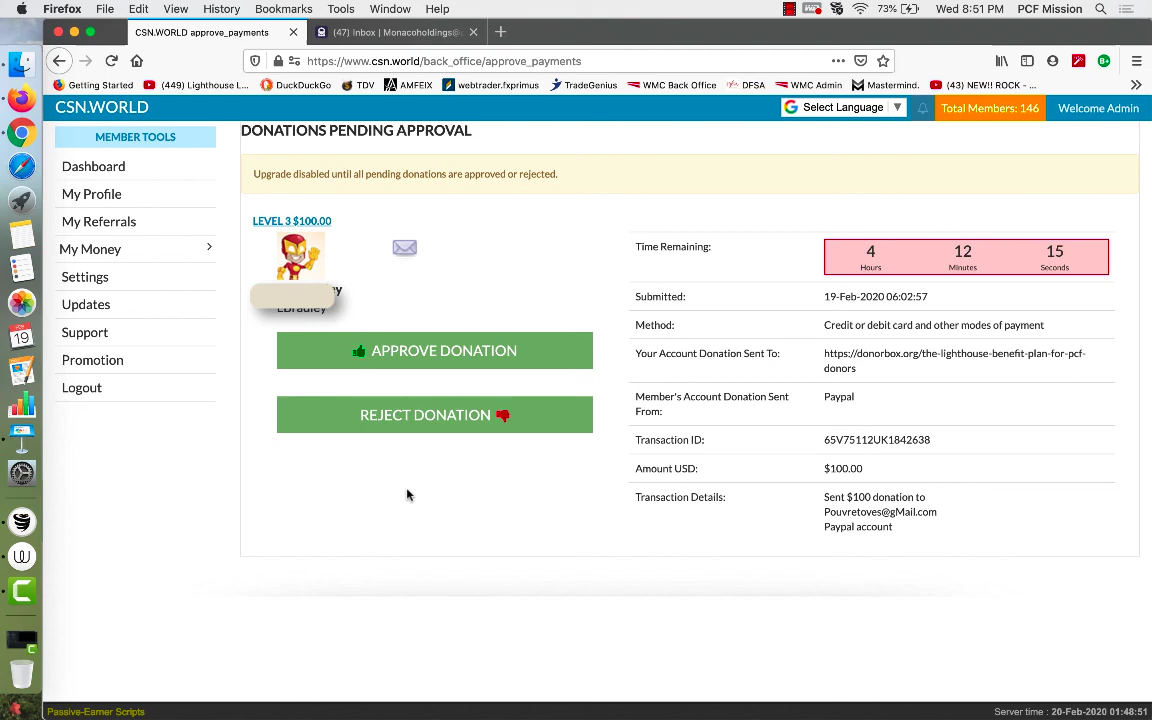 Firefox File Edit View History Bookmarks Tools Window Help 73% Wed 8:51 PM PCF Mission
CSN.WORLD approve_payments
(47) Inbox | Monacoholdings@
https://www.csn.world/back_office/approve_payments
Getting Started (449) Lighthouse L DuckDuckGo TDV AMFEIX webtrader.fxprimus TradeGenius WMC Back Office DFSA WMC Admin Mastermind. (43) NEW!! ROCK -
CSN.WORLD
Select Language ▼
Total Members: 146
Welcome Admin
MEMBER TOOLS
Dashboard
My Profile
My Referrals
My Money
Settings
Updates
Support
Promotion
Logout
DONATIONS PENDING APPROVAL
Upgrade disabled until all pending donations are approved or rejected.
LEVEL 3 $100.00
EBradley
APPROVE DONATION
REJECT DONATION
Time Remaining:
4 12 15
Hours Minutes Seconds
Submitted: 19-Feb-2020 06:02:57
Method: Credit or debit card and other modes of payment
Your Account Donation Sent To: https://donorbox.org/the-lighthouse-benefit-plan-for-pcf-
donors
Member's Account Donation Sent Paypal
From:
Transaction ID: 65V75112UK1842638
Amount USD: $100.00
Transaction Details: Sent $100 donation to
Pouvretoves@gMail.com
Paypal account
Passive-Earner Scripts
Server time : 20-Feb-2020 01:48:51